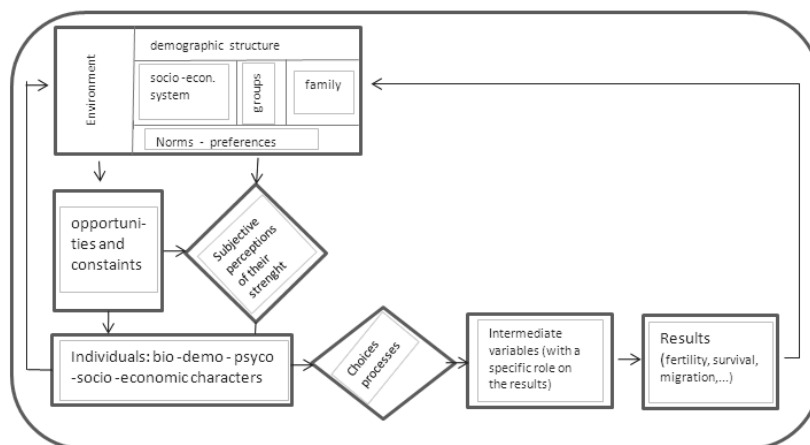 demographic structure
Environment
socio-econ.
system
groups
family
Norms - preferences
opportuni-
ties and
constaints
Subjective
perceptions
of their
strenght
Individuals: bio -demo - psyco
-socio -economic characters
Choices
processes
Intermediate
variables (with a
specific role on
the results)
Results
(fertility, survival,
migration,...)